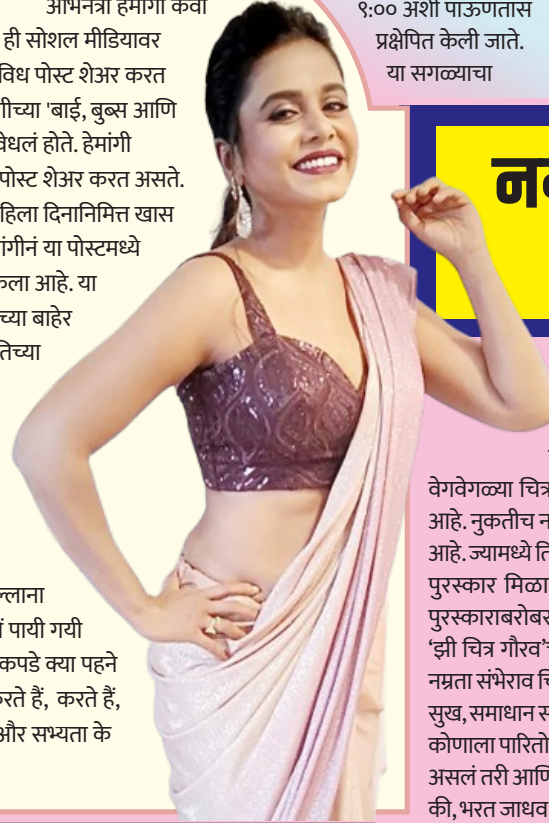 अभिनेत्री हेमांगी कवी
ही सोशल मीडियावर
विध पोस्ट शेअर करत
गीच्या 'बाई, बुब्स आणि
वेधलं होते. हेमांगी
पोस्ट शेअर करत असते.
हिला दिनानिमित्त खास
ांगीनं या पोस्टमध्ये
केला आहे. या
च्या बाहेर
तिच्या
ल्लाना
पायी गयी
कपडे क्या पहने
करते हैं, करते हैं,
और सभ्यता के
९:०० अशी पाऊणतास
प्रक्षेपित केली जाते.
या सगळ्याचा
वेगवेगळ्या चित्र
आहे. नुकतीच न
आहे. ज्यामध्ये ति
पुरस्कार मिळा
पुरस्काराबरोबर
'झी चित्र गौरव'
नम्रता संभेराव चि
सुख, समाधान स
कोणाला पारितो
असलं तरी आणि
की, भरत जाधव